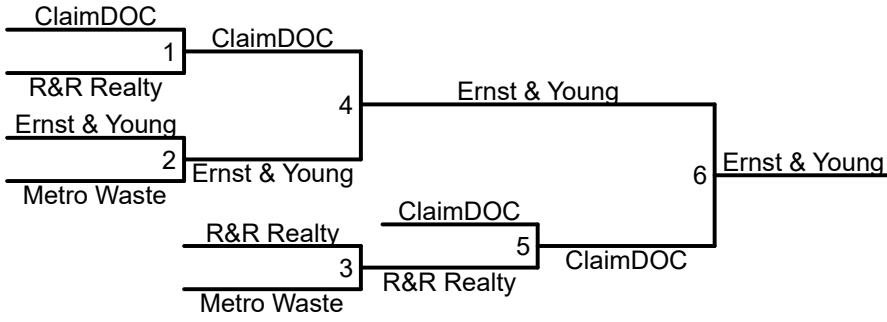 ClaimDOC
1
ClaimDOC
R&R Realty
4
Ernst & Young
Ernst & Young
2
Ernst & Young
Metro Waste
6
Ernst & Young
ClaimDOC
R&R Realty
5
ClaimDOC
3
R&R Realty
Metro Waste